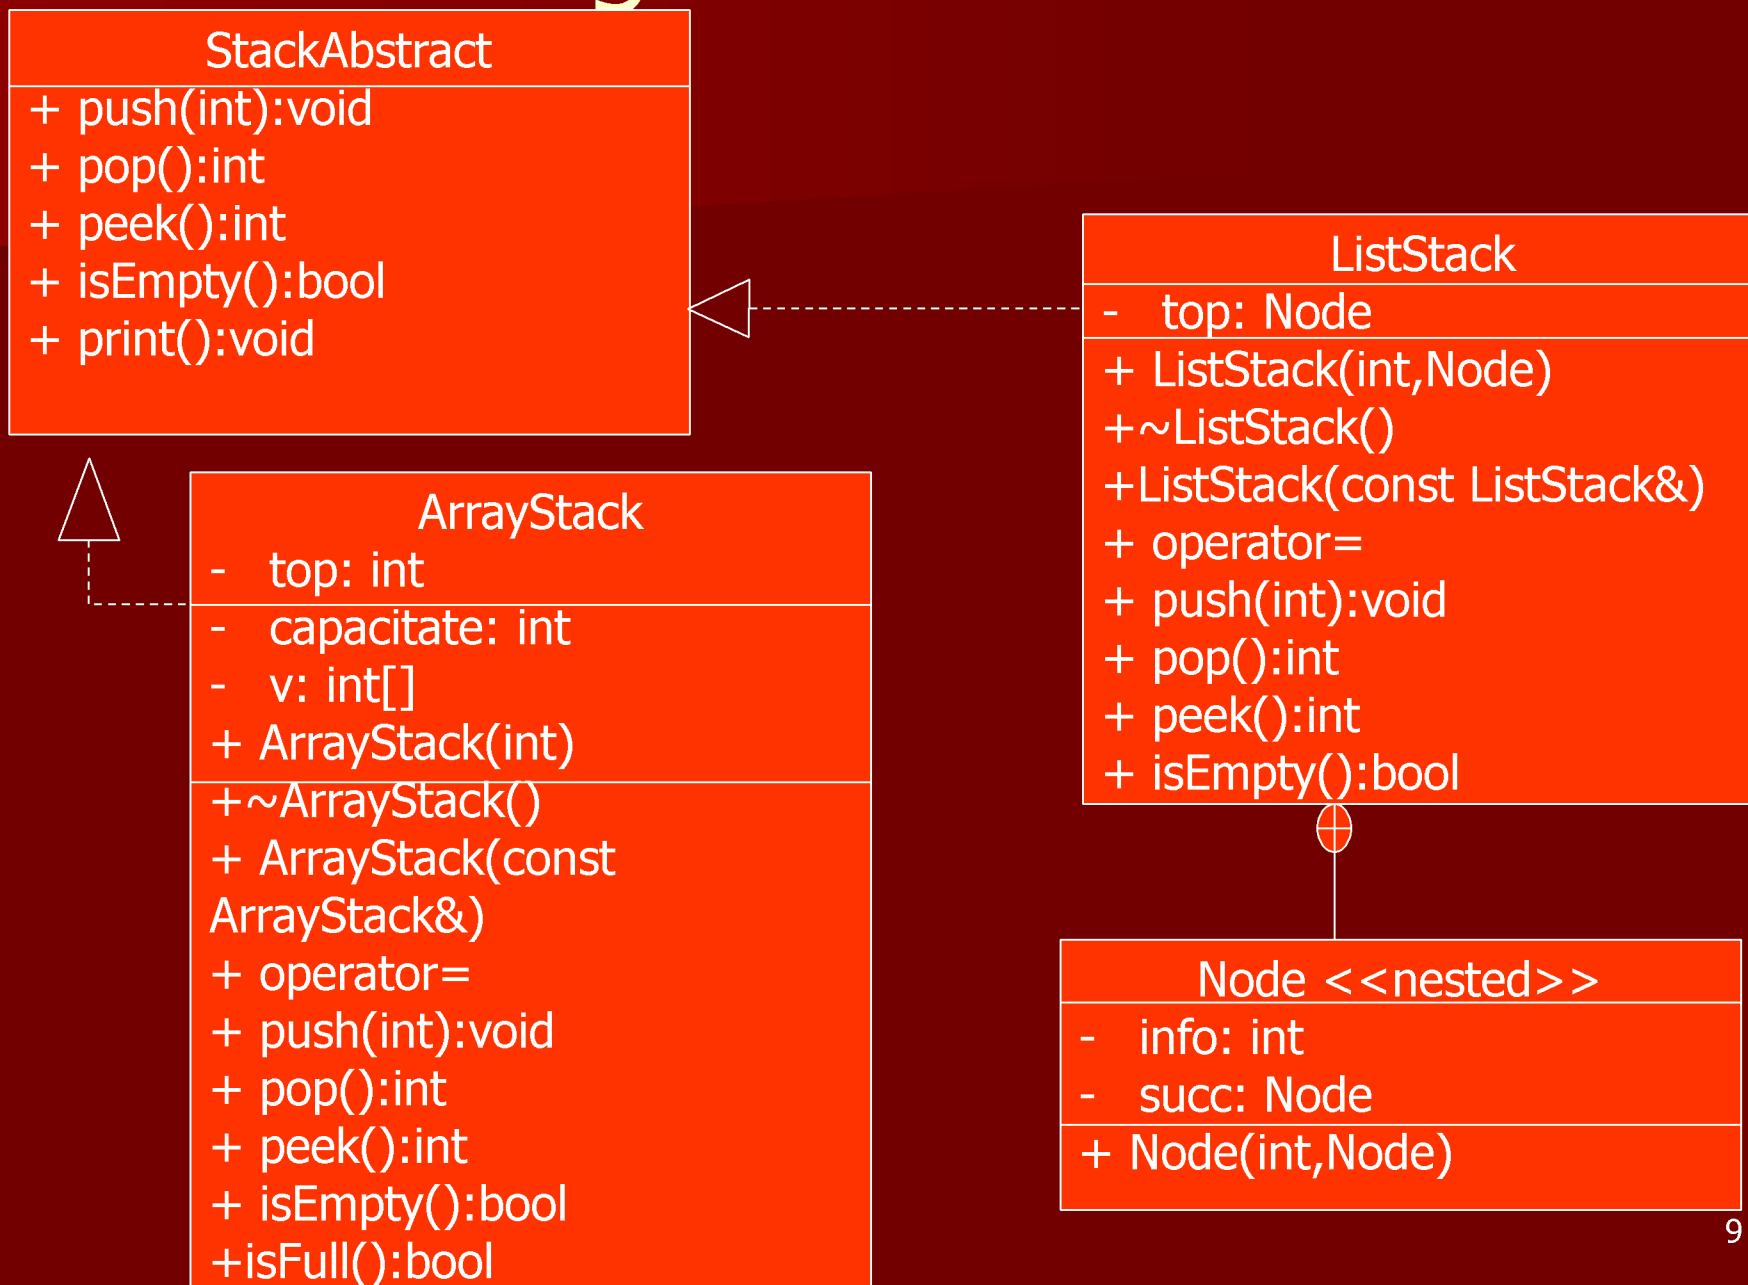 StackAbstract
+ push(int):void
+ pop():int
+ peek():int
+ isEmpty():bool
+ print():void
ArrayStack
- top: int
- capacitate: int
- v: int[]
+ ArrayStack(int)
+~ArrayStack()
+ ArrayStack(const
ArrayStack&)
+ operator=
+ push(int):void
+ pop():int
+ peek():int
+ isEmpty():bool
+isFull():bool
ListStack
- top: Node
+ ListStack(int,Node)
+~ListStack()
+ListStack(const ListStack&)
+ operator=
+ push(int):void
+ pop():int
+ peek():int
+ isEmpty():bool
Node <<nested>>
- info: int
- succ: Node
+ Node(int,Node)
9